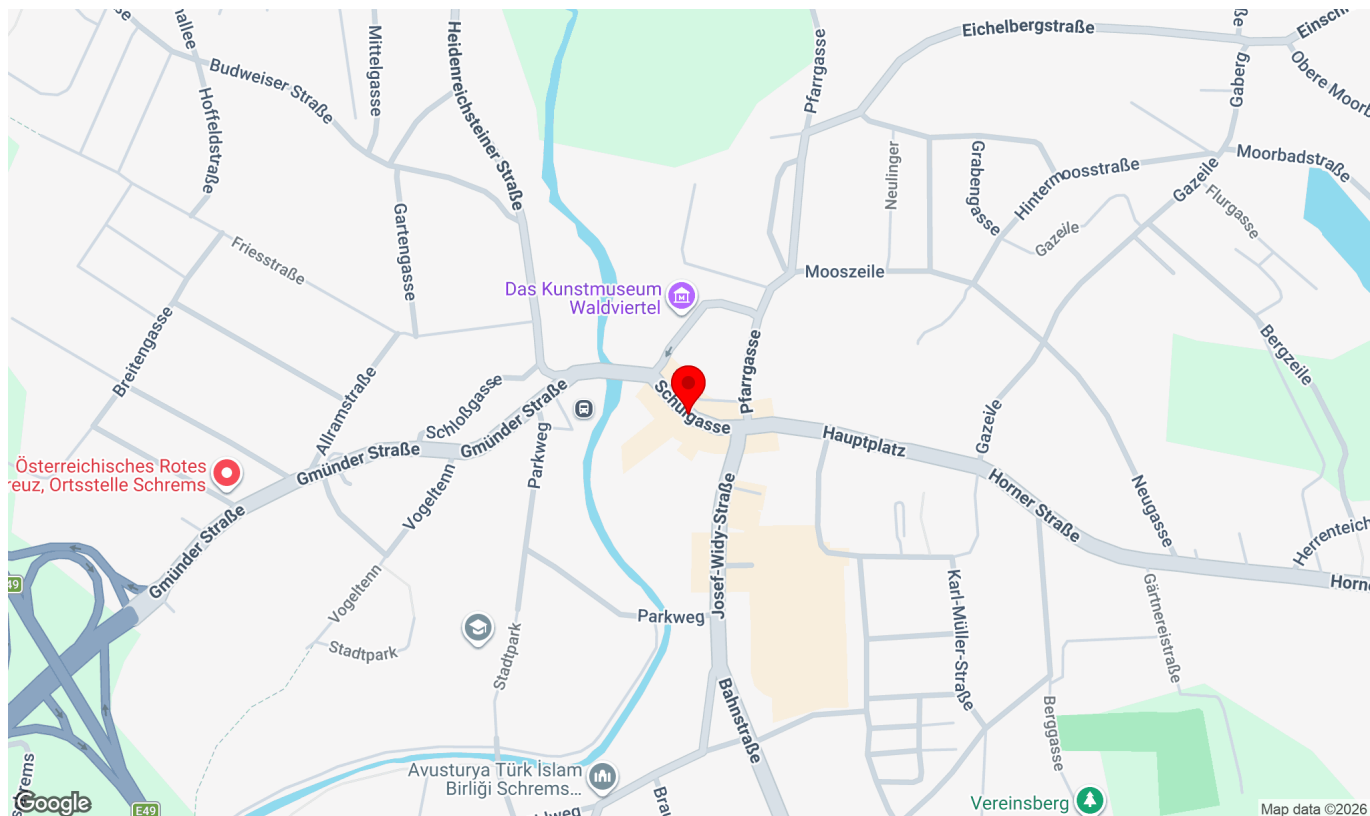 Eichelbergstraße
Pfarrgasse
Mittelgasse
Heidenreichsteiner Straße
Budweiser Straße
Hoffeldstraße
Gaberg
Obere Moorb
Neulinger
Grabengasse
Hintermoosstraße
Moorbadstraße
Gazeile
Flurgasse
Gartengasse
Friesstraße
Gazeile
Mooszeile
Das Kunstmuseum
Waldviertel
Breitengasse
Pfarrgasse
Bergzeile
Allramstraße
Schloßgasse
Schulgasse
Gmünder Straße
Gmünder Straße
Parkweg
Hauptplatz
Gazeile
Österreichisches Rotes
reuz, Ortsstelle Schrems
Vogeltenn
Josef-Widy-Straße
Horner Straße
Neugasse
Gmünder Straße
Herrenteich
E49
Vogeltenn
Karl-Müller-Straße
Gärtnereistraße
Horne
Parkweg
Stadtpark
Stadtpark
Bahnstraße
Berggasse
Avusturya Türk İslam
Birliği Schrems...
Vereinsberg
Google
E49
Map data ©2026